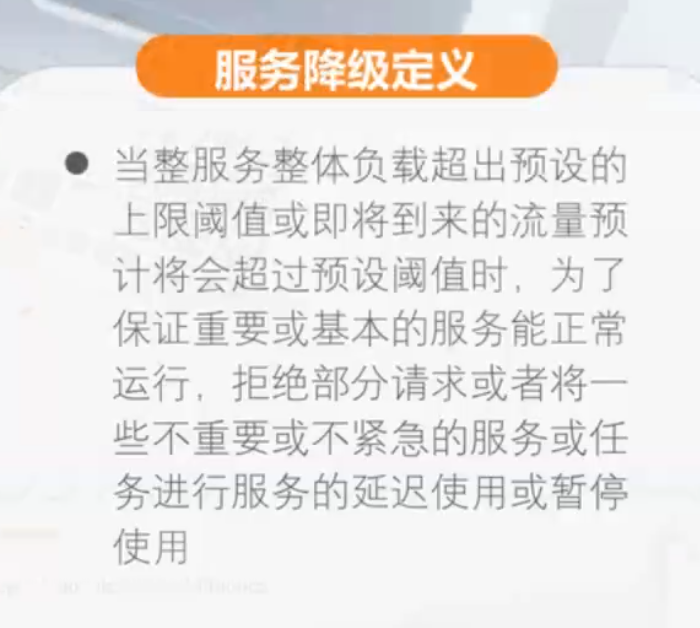 服务降级定义
当整服务整体负载超出预设的
上限阈值或即将到来的流量预
计将会超过预设阈值时，为了
保证重要或基本的服务能正常
运行，拒绝部分请求或者将一
些不重要或不紧急的服务或任
务进行服务的延迟使用或暂停
使用